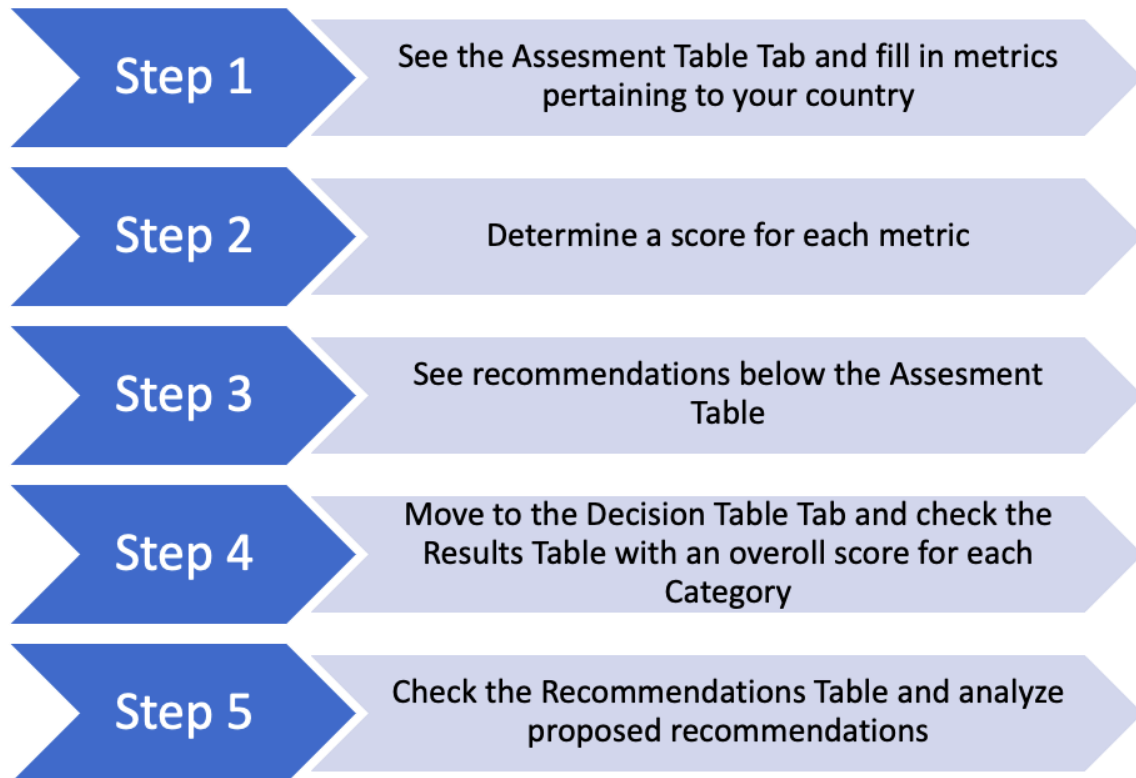 Step 1
See the Assesment Table Tab and fill in metrics
pertaining to your country
Step 2
Determine a score for each metric
Step 3
See recommendations below the Assesment
Table
Step 4
Move to the Decision Table Tab and check the
Results Table with an overoll score for each
Category
Step 5
Check the Recommendations Table and analyze
proposed recommendations